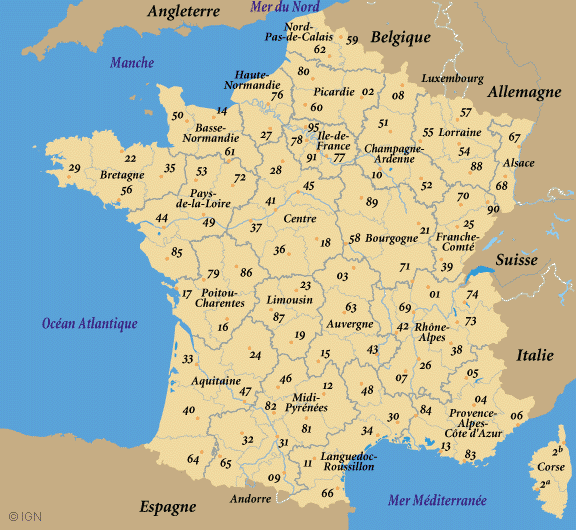 Angleterre
Mer du Nord
Nord-
Pas-de-Calais
59
62
Belgique
Manche
Luxembourg
Allemagne
Haute-
Normandie
76
80
Picardie
02
08
60
50
14
Basse-
Normandie
61
27
95
Ile-de-
France
78
91
77
51
Champagne-
Ardenne
10
52
55
57
Lorraine
54
88
67
Alsace
68
29
22
Bretagne
35
56
53
72
Pays-
de-la-Loire
44
49
85
28
45
41
Centre
37
18
36
89
58
Bourgogne
21
71
70
90
25
Franche-
Comté
39
Suisse
79
86
17
Poitou-
Charentes
16
23
Limousin
87
19
03
63
Auvergne
15
43
01
74
69
42
Rhône-
Alpes
73
38
07
26
Océan Atlantique
Italie
33
24
Aquitaine
47
40
64
46
12
Midi-
Pyrénées
82
81
32
31
65
09
48
30
34
11
Languedoc-
Roussillon
66
05
04
84
Provence-
Alpes-
Côte d'Azur
06
13
83
2b
Corse
2a
Espagne
Andorre
Mer Méditerranée
© IGN